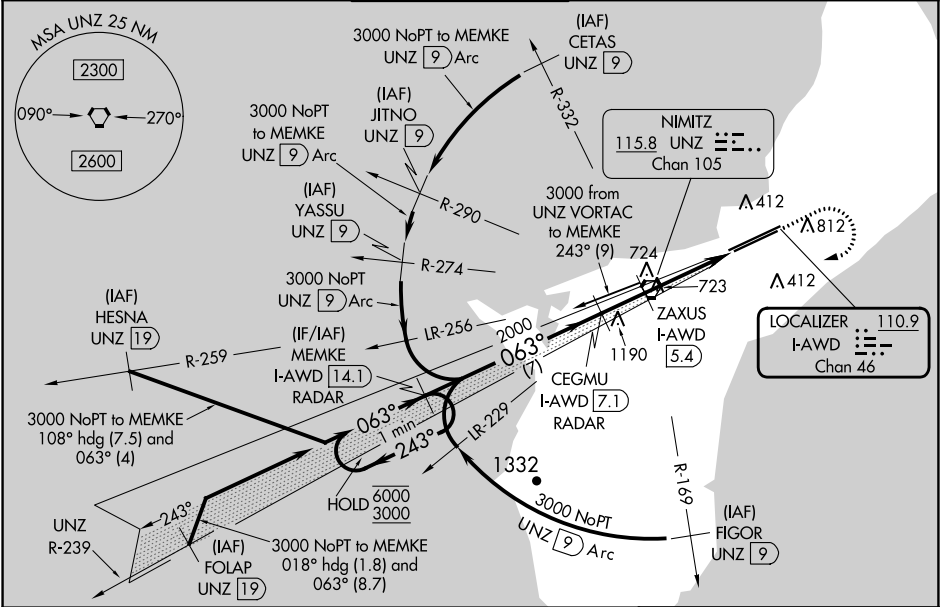 MSA UNZ 25 NM
2300
090°
270°
2600
3000 NoPT to MEMKE
UNZ 9 Arc
(IAF)
CETAS
UNZ 9
R-332
(IAF)
JITNO
UNZ 9
3000 NoPT
to MEMKE
UNZ 9 Arc
R-290
(IAF)
YASSU
UNZ 9
R-274
3000 NoPT
UNZ 9 Arc
NIMITZ
115.8 UNZ
Chan 105
3000 from
UNZ VORTAC
to MEMKE
243° (9)
412
812
724
723
412
ZAXUS
I-AWD
5.4
LOCALIZER 110.9
I-AWD
Chan 46
1190
CEGMU
I-AWD 7.1
RADAR
(IAF)
HESNA
UNZ 19
R-259
LR-256
2000
063°
(7)
(IF/IAF)
MEMKE
I-AWD 14.1
RADAR
3000 NoPT to MEMKE
108° hdg (7.5) and
063° (4)
063°
1 min
243°
LR-229
HOLD 6000
3000
1332
R-169
3000 NoPT
UNZ 9 Arc
(IAF)
FIGOR
UNZ 9
243°
UNZ
R-239
(IAF)
FOLAP
UNZ 19
3000 NoPT to MEMKE
018° hdg (1.8) and
063° (8.7)